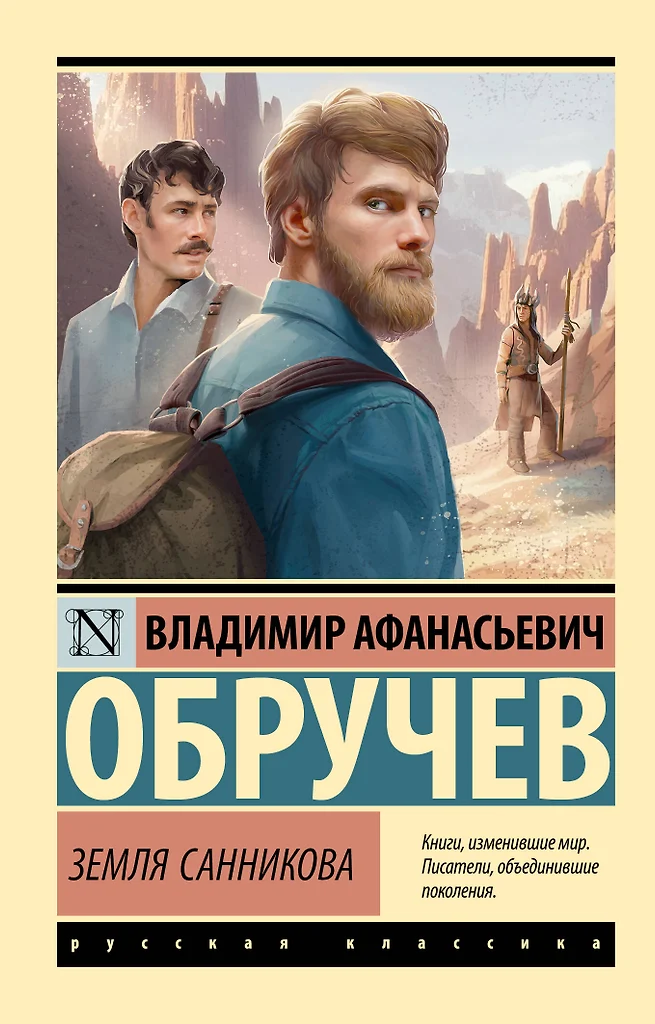 N
ВЛАДИМИР АФАНАСЬЕВИЧ
ОБРУЧЕВ
ЗЕМЛЯ САННИКОВА
Книги, изменившие мир.
Писатели, объединившие
поколения.
русская классика